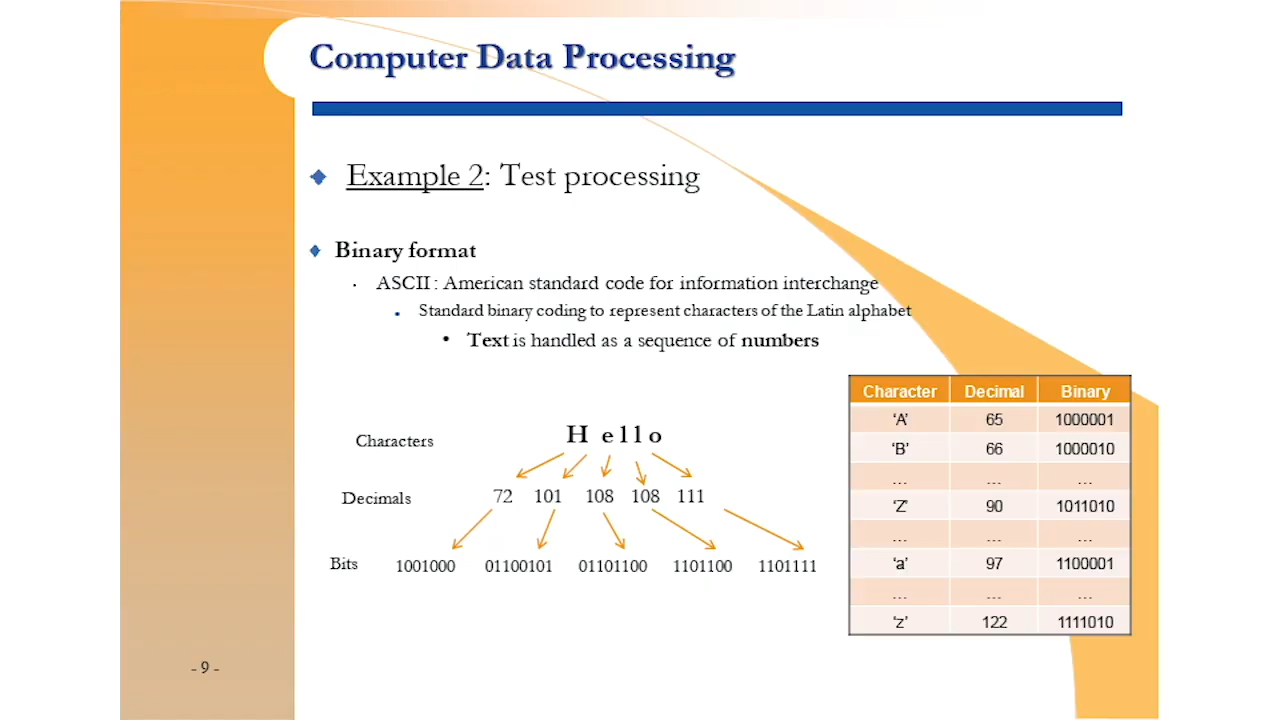 Computer Data Processing
Example 2: Test processing
Binary format
ASCII : American standard code for information interchange
Standard binary coding to represent characters of the Latin alphabet
Text is handled as a sequence of numbers
Characters H e l l o
Decimals 72 101 108 108 111
Bits 1001000 01100101 01101100 1101100 1101111
Character Decimal Binary
‘A’ 65 1000001
‘B’ 66 1000010
... ... ...
‘Z’ 90 1011010
... ... ...
‘a’ 97 1100001
... ... ...
‘z’ 122 1111010
- 9 -